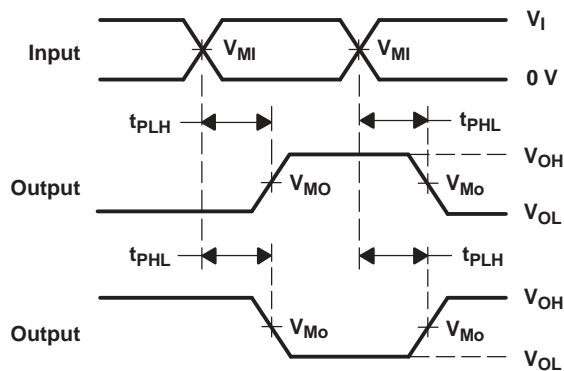 V_I
Input V_MI V_MI
0 V
t_PLH t_PHL
V_OH
Output V_MO V_Mo
V_OL
t_PHL t_PLH
V_OH
Output V_Mo V_Mo
V_OL